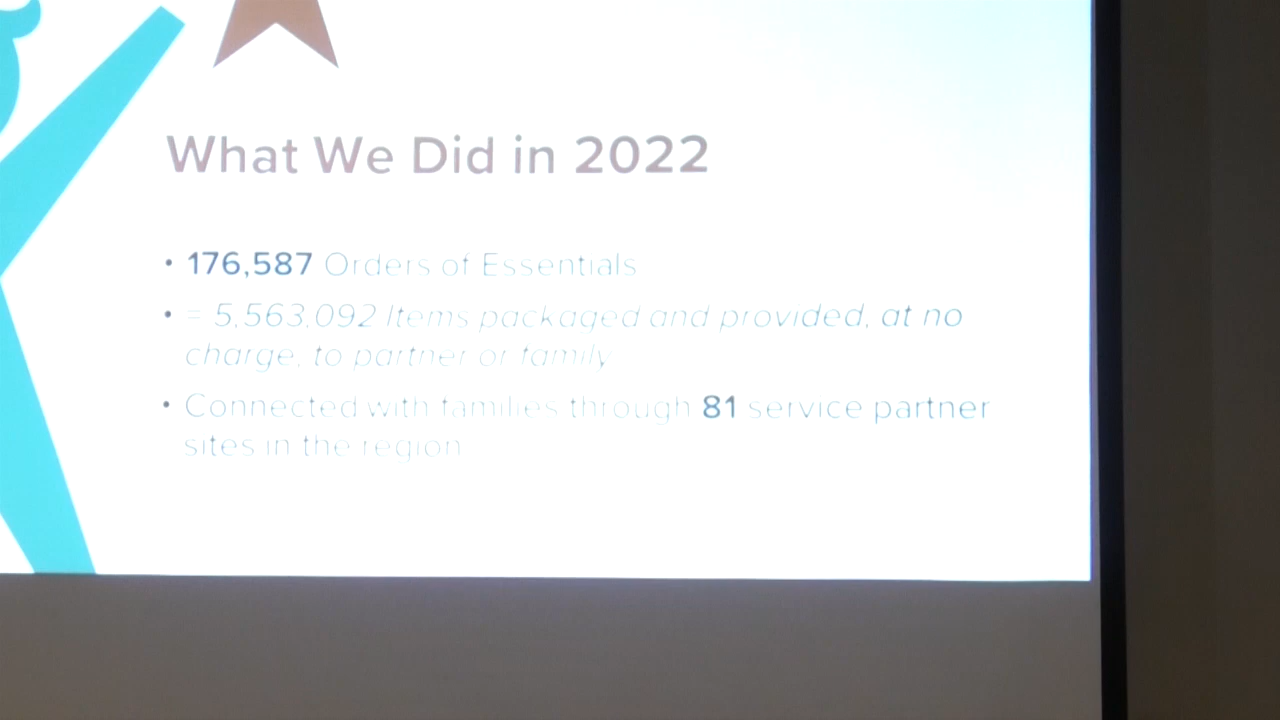 What We Did in 2022
• 176,587 Orders of Essentials
• = 5,563,092 Items packaged and provided, at no
charge, to partner or family
• Connected with families through 81 service partner
sites in the region